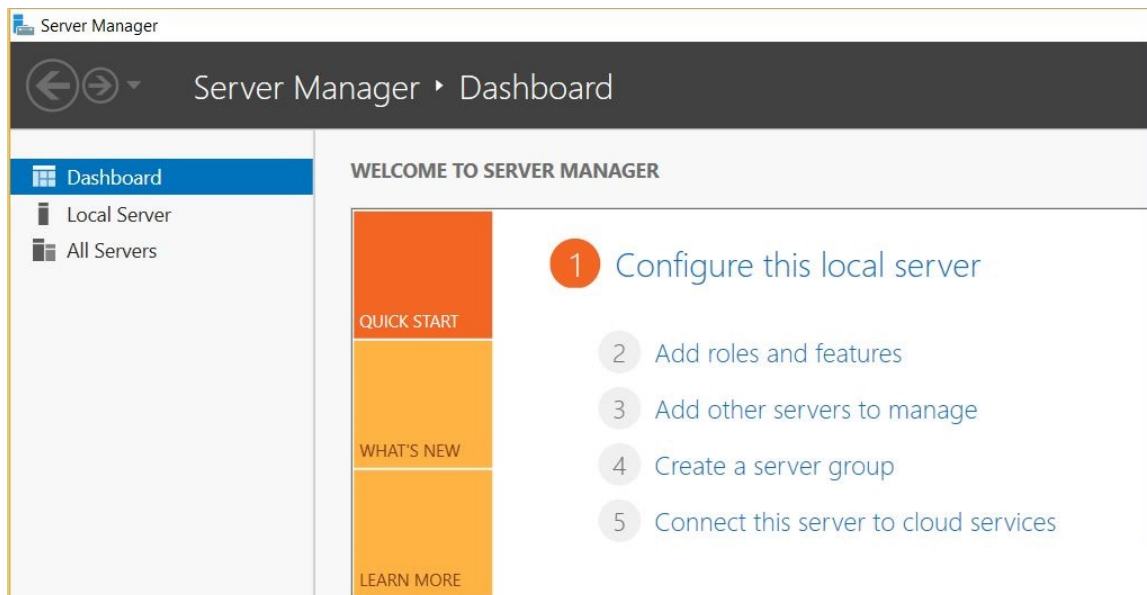 Server Manager
Server Manager ‣ Dashboard
Dashboard
Local Server
All Servers
WELCOME TO SERVER MANAGER
QUICK START
WHAT'S NEW
LEARN MORE
1 Configure this local server
2 Add roles and features
3 Add other servers to manage
4 Create a server group
5 Connect this server to cloud services